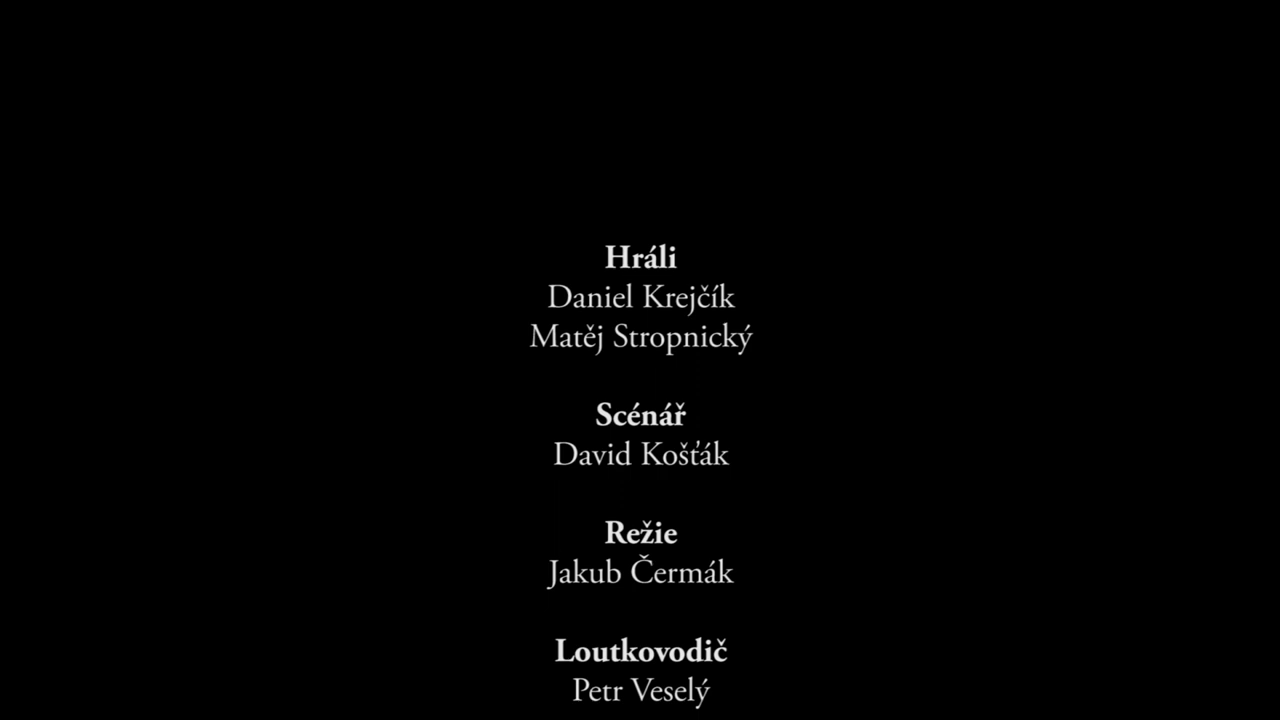 Hráli
Daniel Krejčík
Matěj Stropnický
Scénář
David Košťák
Režie
Jakub Čermák
Loutkovodič
Petr Veselý